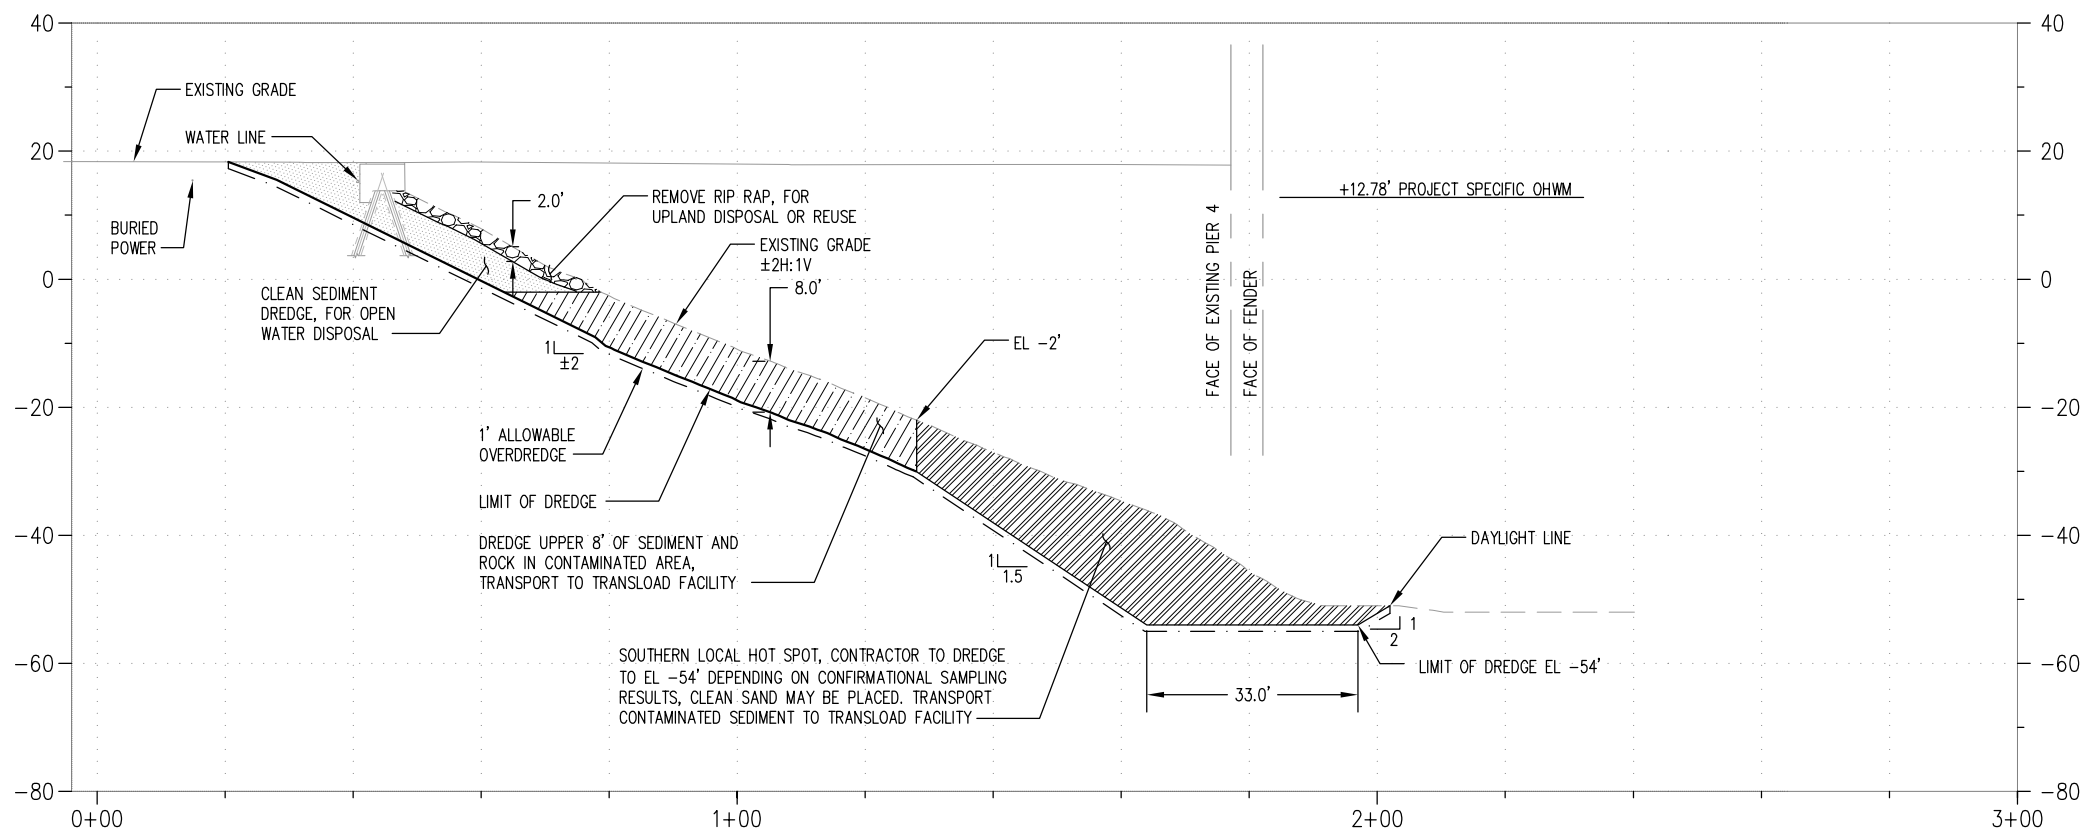 40
40
EXISTING GRADE
WATER LINE
20
20
2.0'
REMOVE RIP RAP, FOR
UPLAND DISPOSAL OR REUSE
+12.78' PROJECT SPECIFIC OHWM
BURIED
POWER
EXISTING GRADE
±2H:1V
8.0'
FACE OF EXISTING PIER 4
FACE OF FENDER
0
0
CLEAN SEDIMENT
DREDGE, FOR OPEN
WATER DISPOSAL
1
±2
EL -2'
-20
-20
1' ALLOWABLE
OVERDREDGE
LIMIT OF DREDGE
DREDGE UPPER 8' OF SEDIMENT AND
ROCK IN CONTAMINATED AREA,
TRANSPORT TO TRANSLOAD FACILITY
-40
-40
DAYLIGHT LINE
1
1.5
1
2
SOUTHERN LOCAL HOT SPOT, CONTRACTOR TO DREDGE
TO EL -54' DEPENDING ON CONFIRMATIONAL SAMPLING
RESULTS, CLEAN SAND MAY BE PLACED. TRANSPORT
CONTAMINATED SEDIMENT TO TRANSLOAD FACILITY
-60
-60
LIMIT OF DREDGE EL -54'
33.0'
-80
-80
0+00
1+00
2+00
3+00